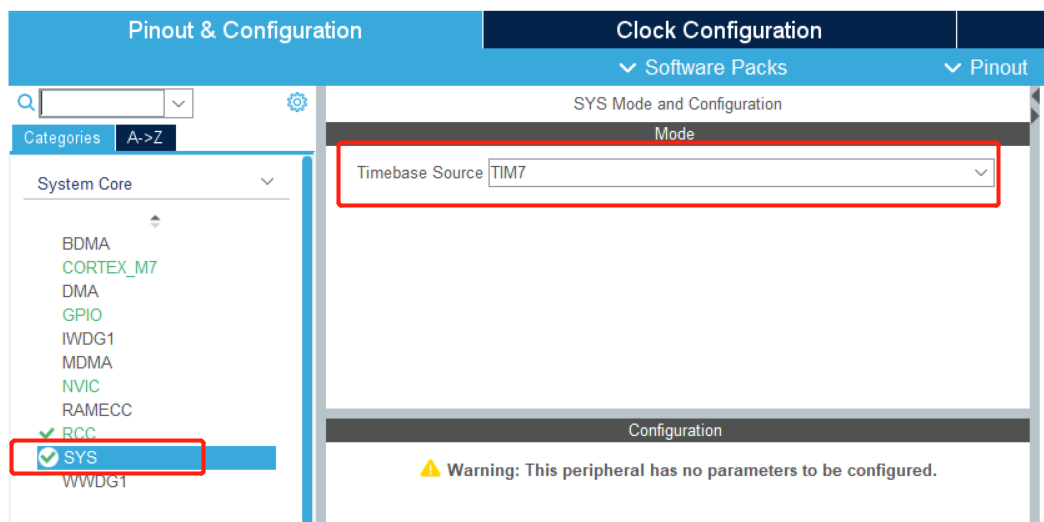 Pinout & Configuration
Clock Configuration
Software Packs
Pinout
SYS Mode and Configuration
Categories
A->Z
Mode
Timebase Source TIM7
System Core
BDMA
CORTEX_M7
DMA
GPIO
IWDG1
MDMA
NVIC
RAMECC
RCC
Configuration
SYS
Warning: This peripheral has no parameters to be configured.
WWDG1